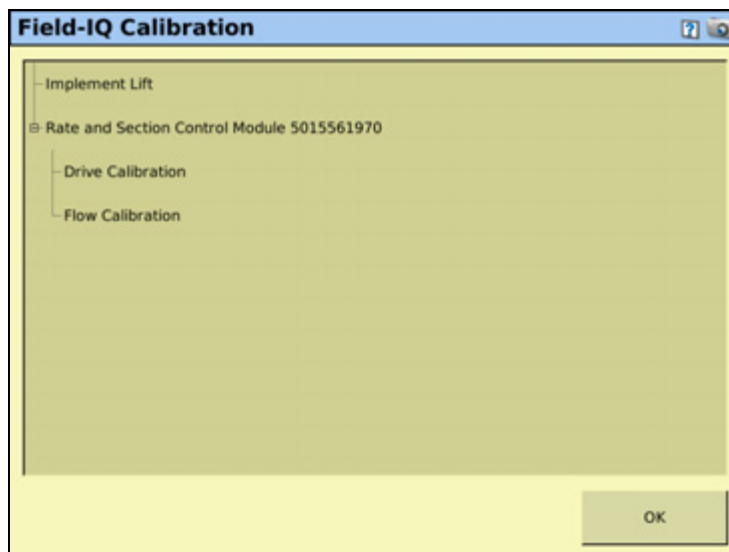 Field-IQ Calibration
?
Implement Lift
Rate and Section Control Module 5015561970
Drive Calibration
Flow Calibration
OK